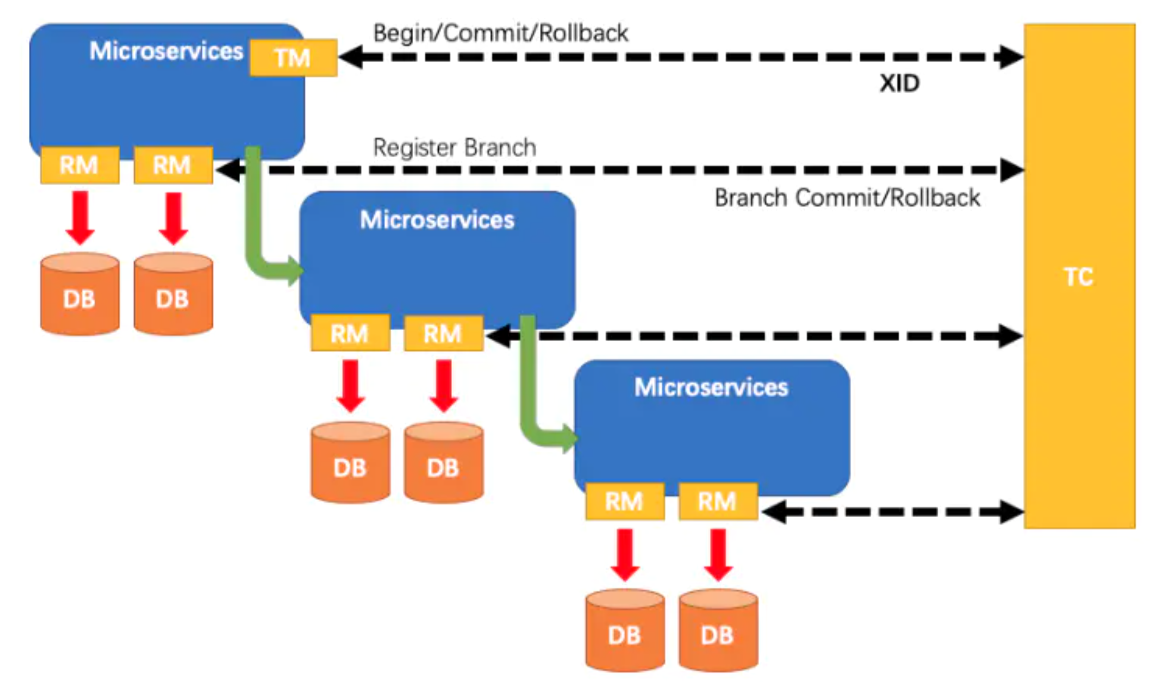 Begin/Commit/Rollback
Microservices
TM
XID
Register Branch
RM
RM
Branch Commit/Rollback
Microservices
TC
DB
DB
RM
RM
Microservices
DB
DB
RM
RM
DB
DB